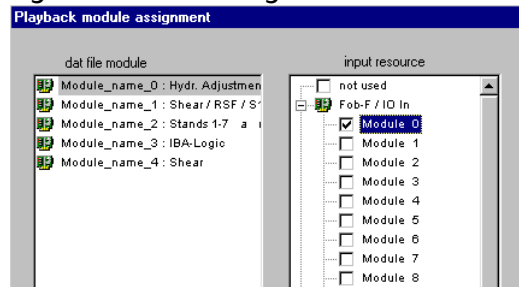 Playback module assignment
dat file module
Module_name_0 : Hydr. Adjustmen
Module_name_1 : Shear / RSF / S
Module_name_2 : Stands 1-7 a
Module_name_3 : IBA-Logic
Module_name_4 : Shear
input resource
not used
Fob-F / IO In
Module 0
Module 1
Module 2
Module 3
Module 4
Module 5
Module 6
Module 7
Module 8